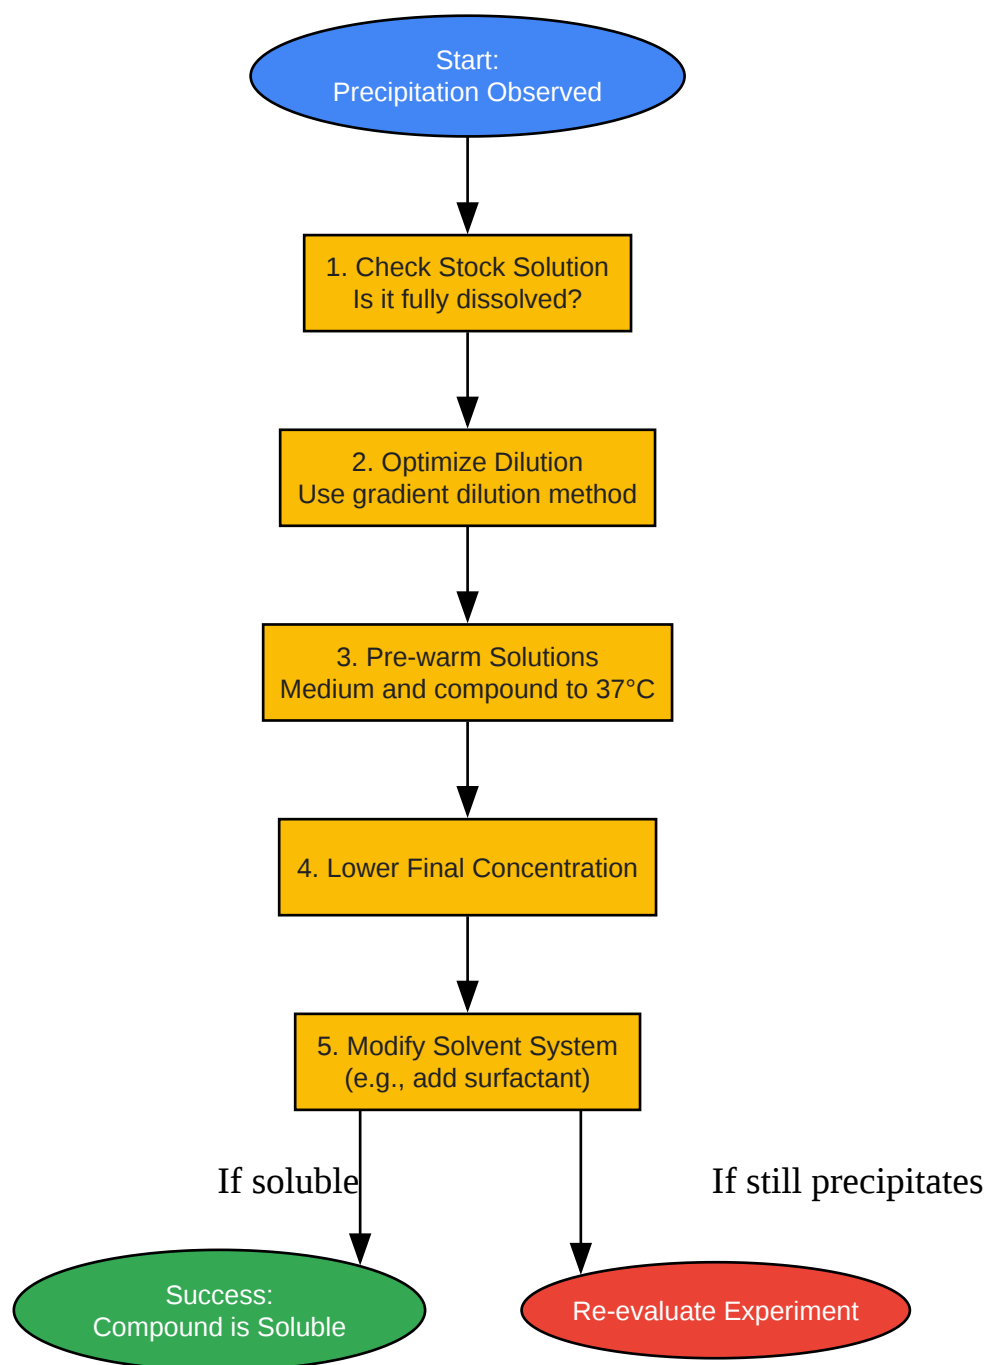 Start:
Precipitation Observed
1. Check Stock Solution
Is it fully dissolved?
2. Optimize Dilution
Use gradient dilution method
3. Pre-warm Solutions
Medium and compound to 37°C
4. Lower Final Concentration
5. Modify Solvent System
(e.g., add surfactant)
If soluble
If still precipitates
Success:
Compound is Soluble
Re-evaluate Experiment